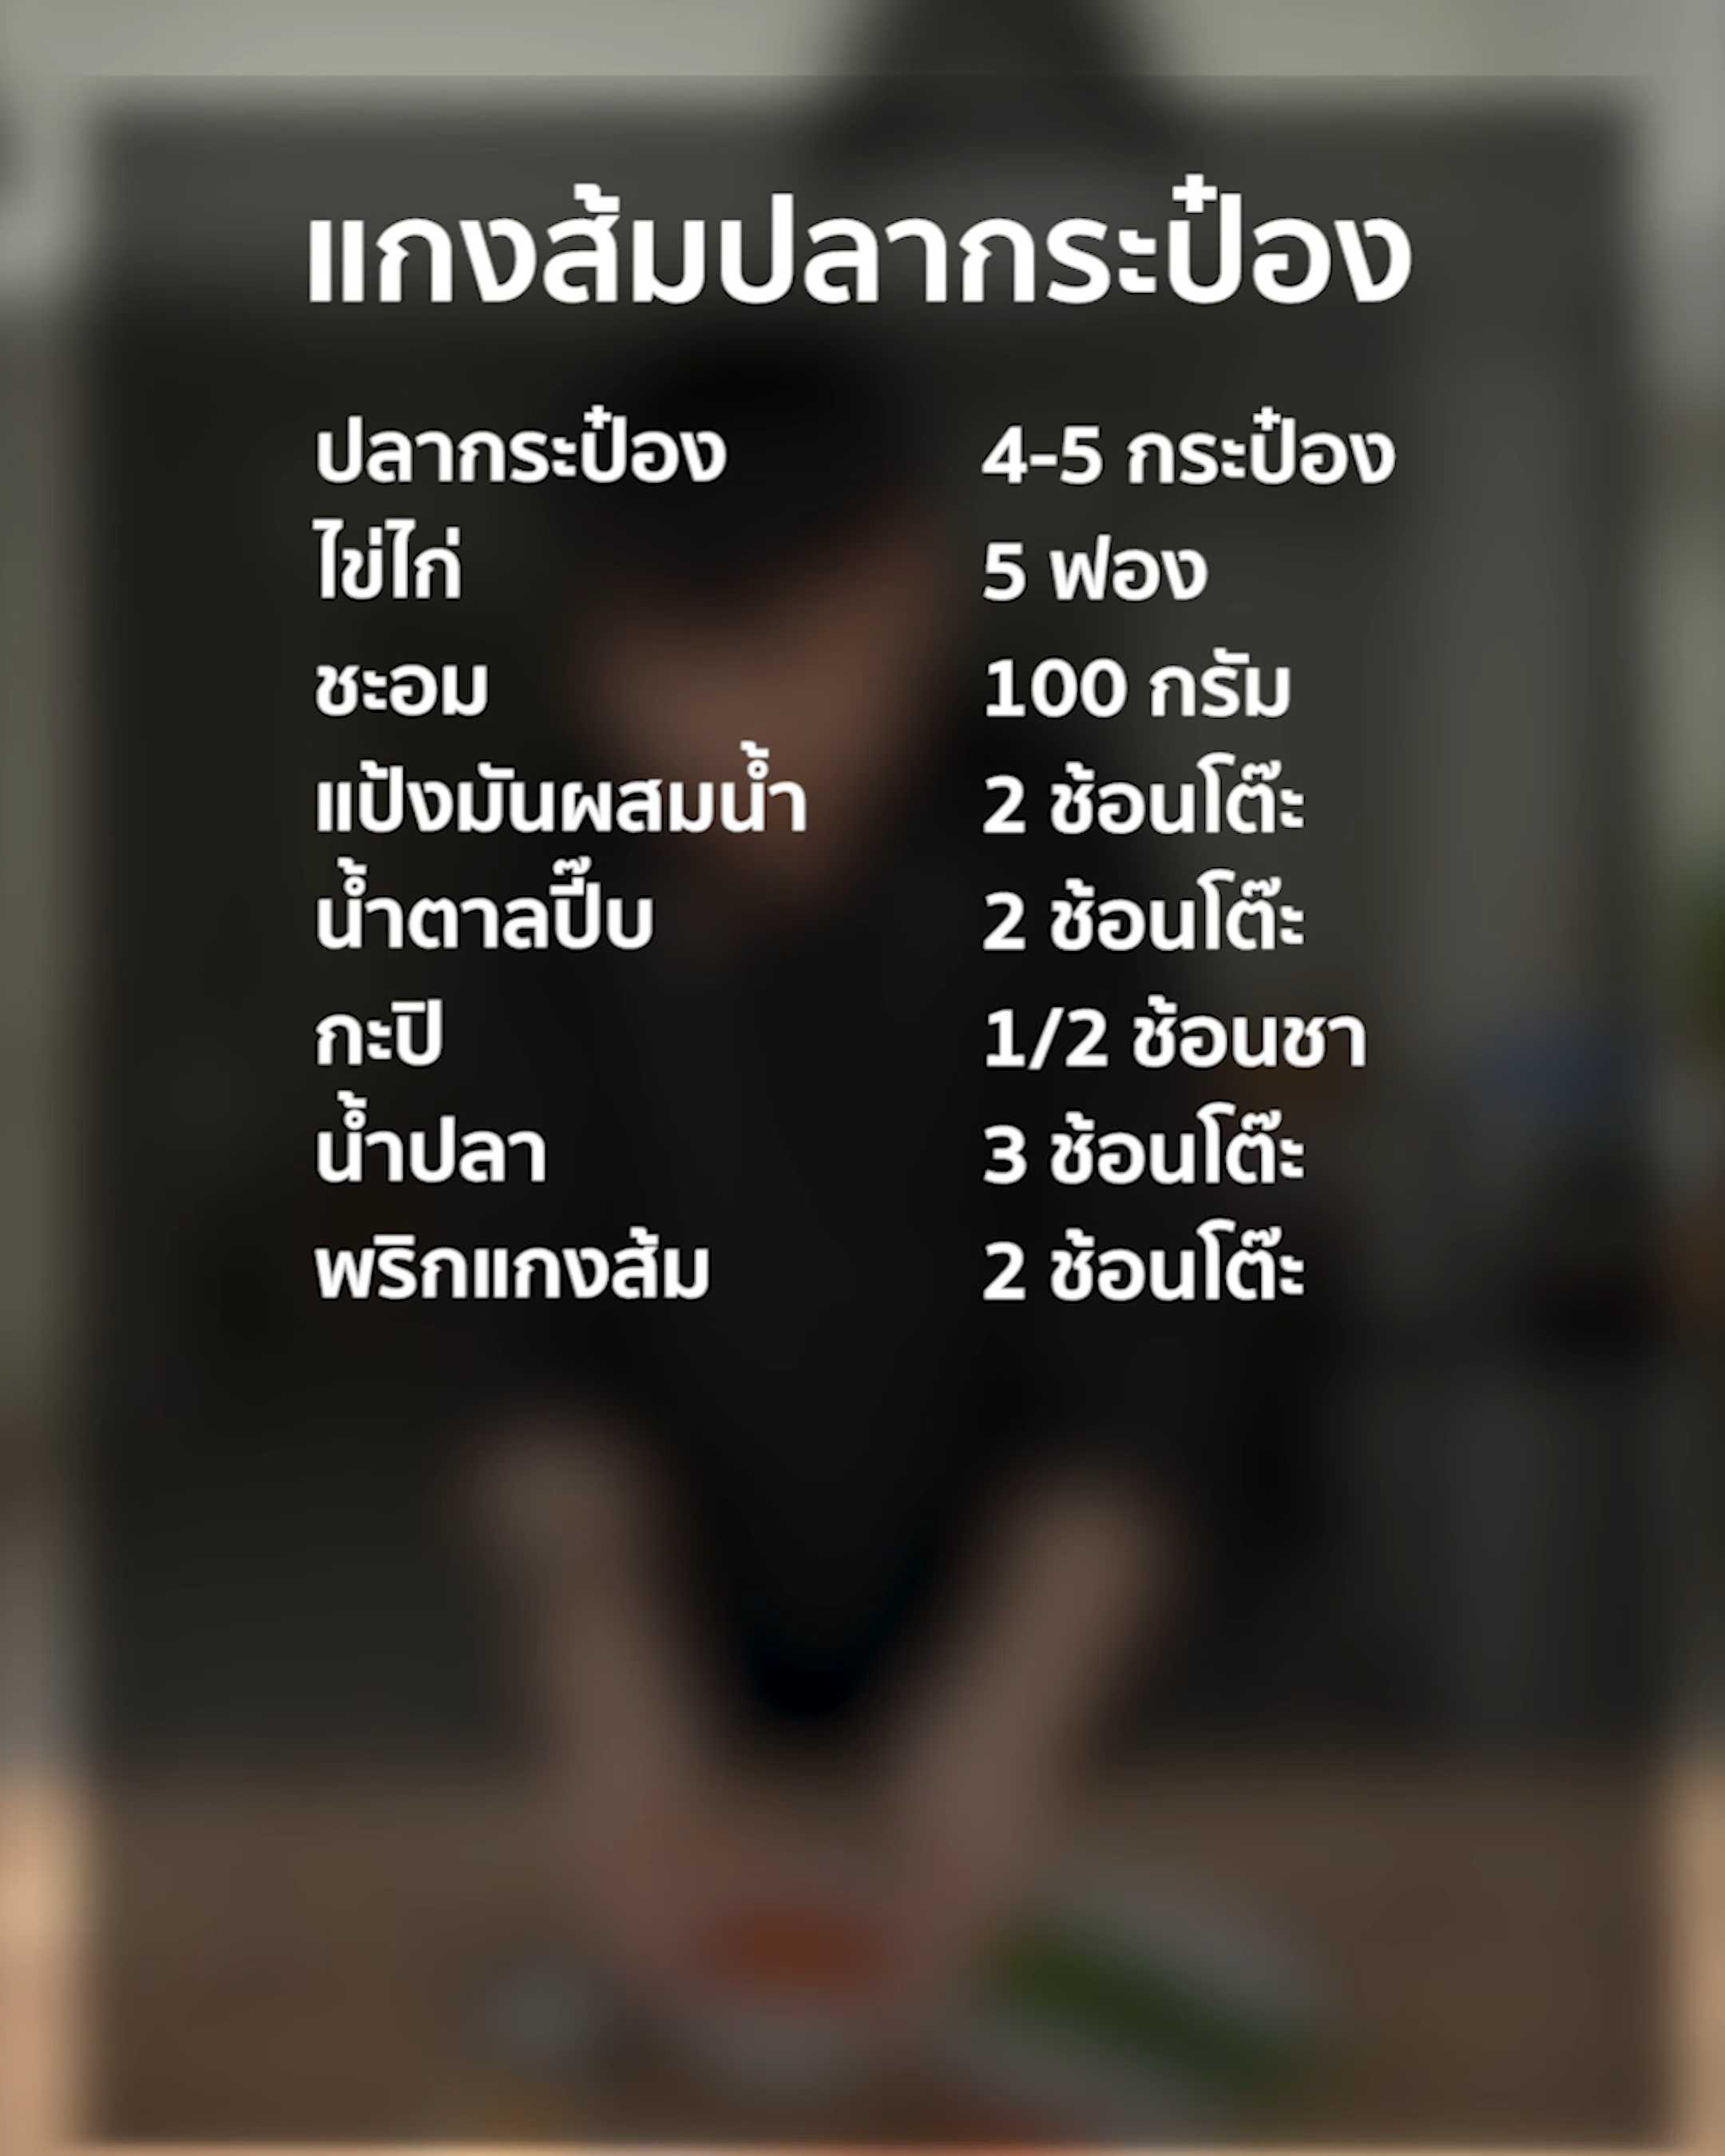 แกงส้มปลากระป๋อง
ปลากระป๋อง 4-5 กระป๋อง
ไข่ไก่ 5 ฟอง
ชะอม 100 กรัม
แป้งมันผสมน้ำ 2 ช้อนโต๊ะ
น้ำตาลปี๊บ 2 ช้อนโต๊ะ
กะปิ 1/2 ช้อนชา
น้ำปลา 3 ช้อนโต๊ะ
พริกแกงส้ม 2 ช้อนโต๊ะ